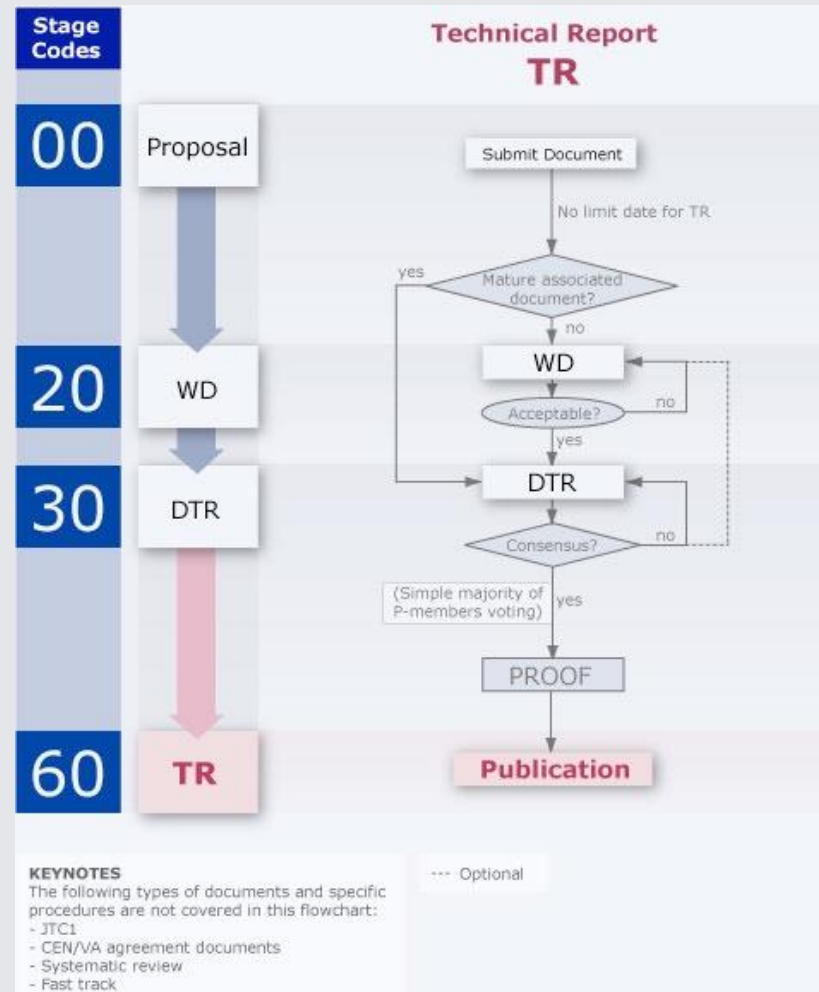 Stage
Codes
Technical Report
TR
00
Proposal
Submit Document
No limit date for TR
yes
Mature associated
document?
no
20
WD
WD
Acceptable?
no
yes
30
DTR
DTR
Consensus?
no
(Simple majority of
P-members voting)
yes
PROOF
60
TR
Publication
KEYNOTES
The following types of documents and specific
procedures are not covered in this flowchart:
- JTC1
- CEN/VA agreement documents
- Systematic review
- Fast track
--- Optional